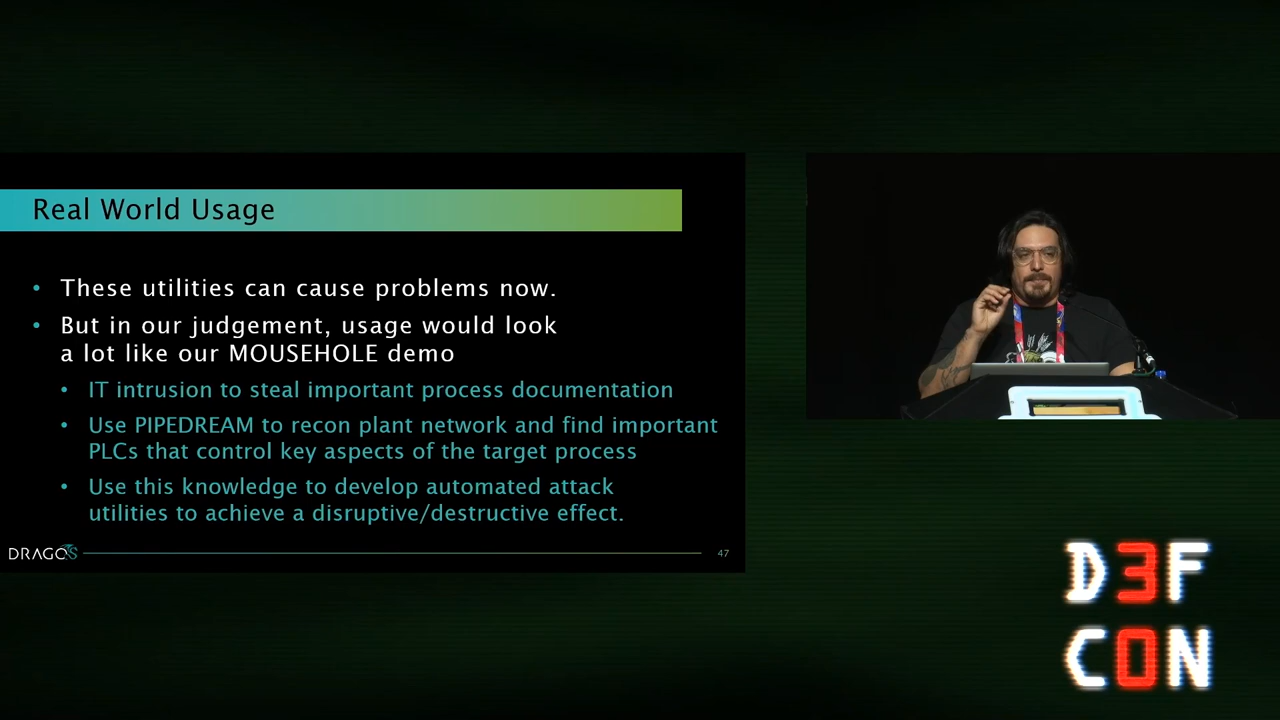 Real World Usage
• These utilities can cause problems now.
• But in our judgement, usage would look
a lot like our MOUSEHOLE demo
• IT intrusion to steal important process documentation
• Use PIPEDREAM to recon plant network and find important
PLCs that control key aspects of the target process
• Use this knowledge to develop automated attack
utilities to achieve a disruptive/destructive effect.
DRAGOS
47
D3F
C0N